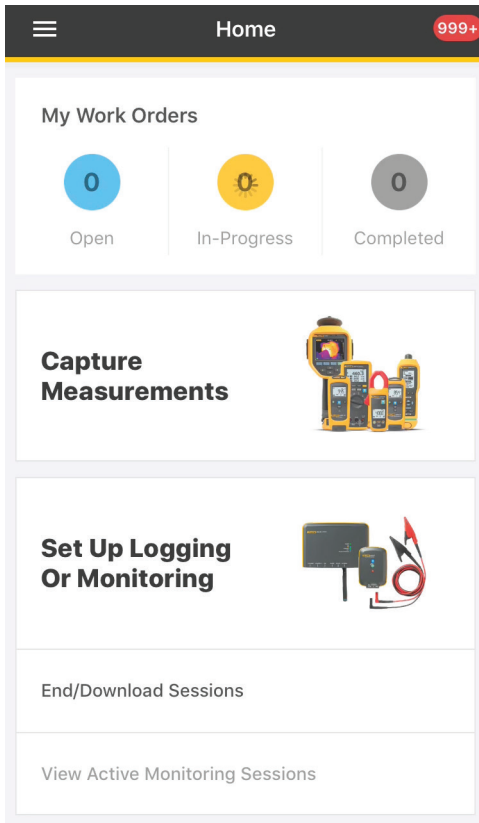 Home
999+
My Work Orders
0
0
0
Open
In-Progress
Completed
Capture
Measurements
Set Up Logging
Or Monitoring
End/Download Sessions
View Active Monitoring Sessions